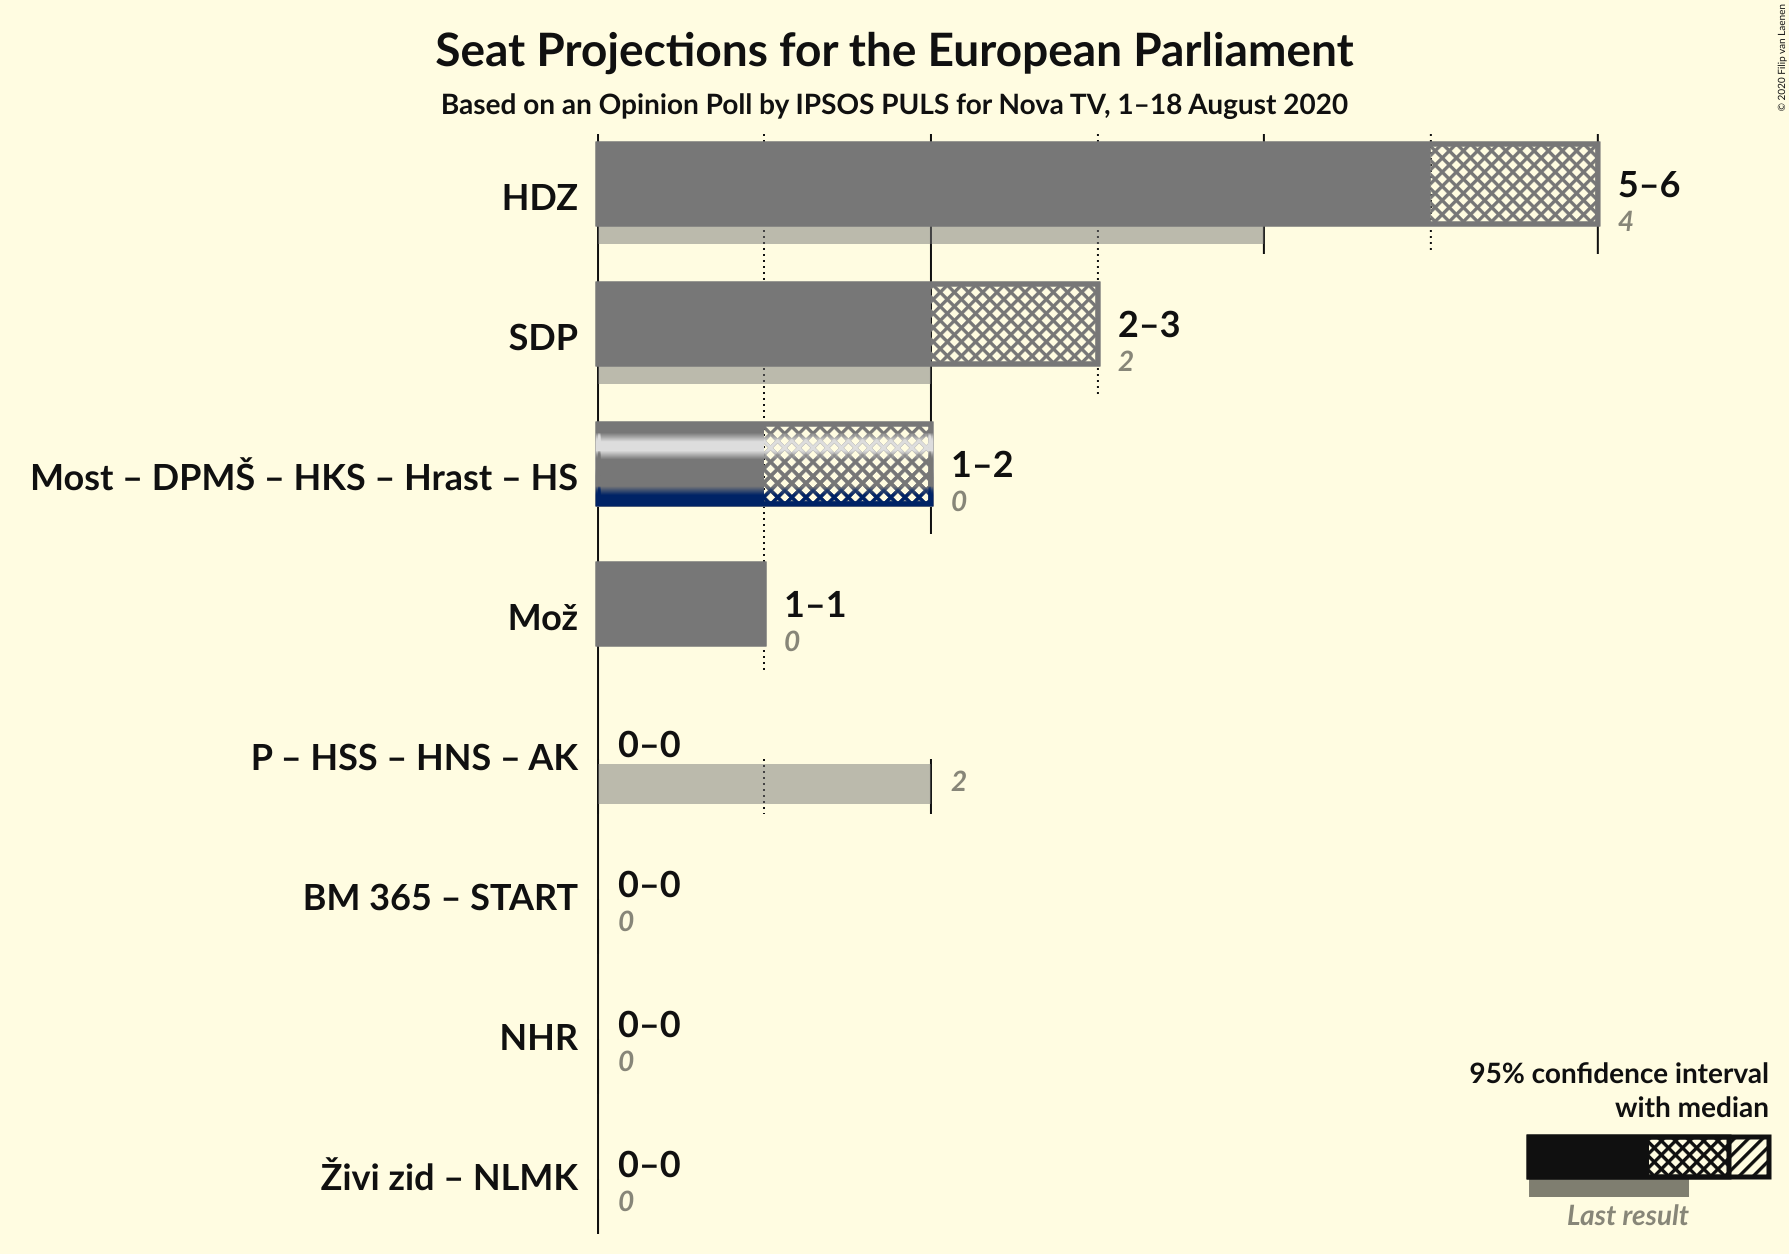 Seat Projections for the European Parliament
Based on an Opinion Poll by IPSOS PULS for Nova TV, 1–18 August 2020
© 2020 Filip van Laenen
HDZ
5–6
4
SDP
2–3
2
Most – DPMŠ – HKS – Hrast – HS
1–2
0
Mož
1–1
0
P – HSS – HNS – AK
0–0
2
BM 365 – START
0–0
0
NHR
0–0
0
Živi zid – NLMK
0–0
0
95% confidence interval
with median
Last result